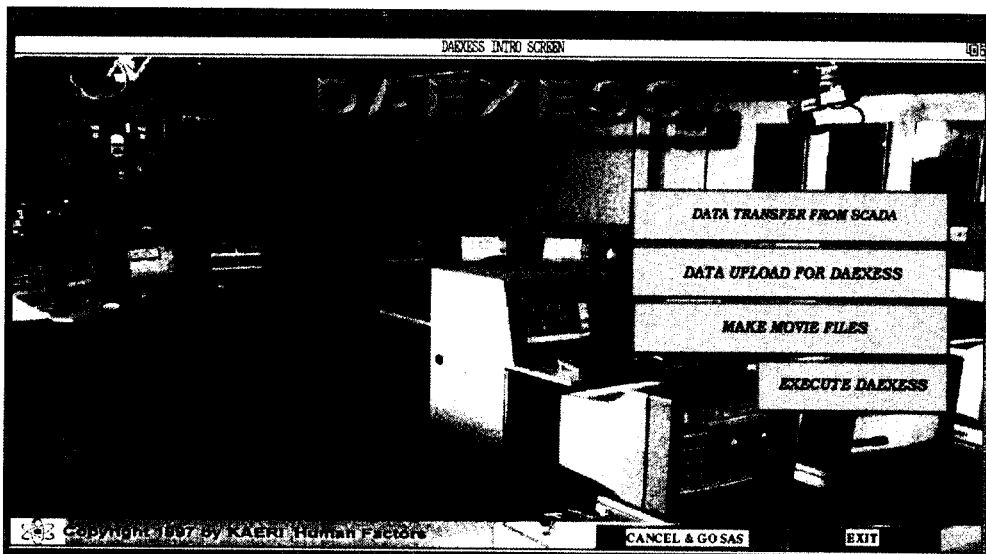 DAEXESS INTRO SCREEN
DAEXESS
DATA TRANSFER FROM SCADA
DATA UPLOAD FOR DAEXESS
MAKE MOVIE FILES
EXECUTE DAEXESS
Copyright 1997 by KAERI Human Factors
CANCEL & GO SAS
EXIT